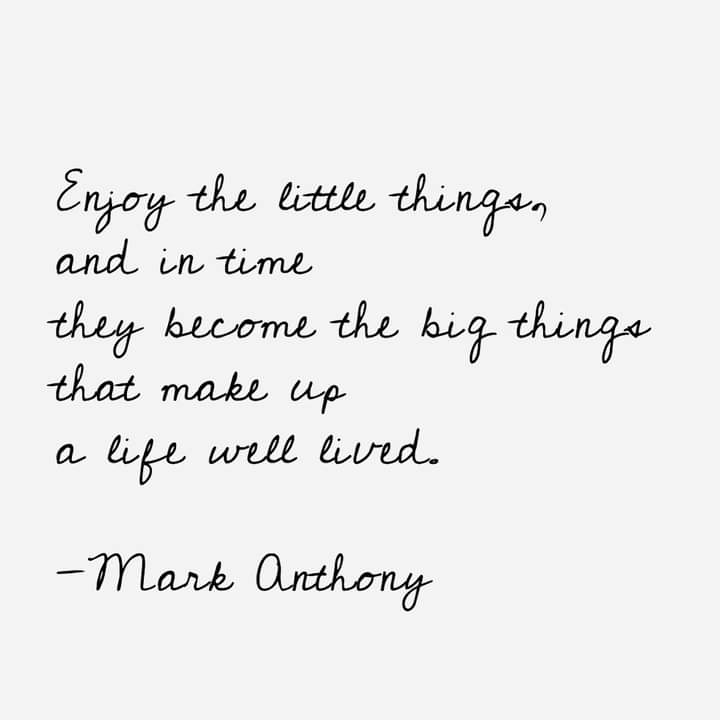 Enjoy the little things,
and in time
they become the big things
that make up
a life well lived.
-Mark Anthony